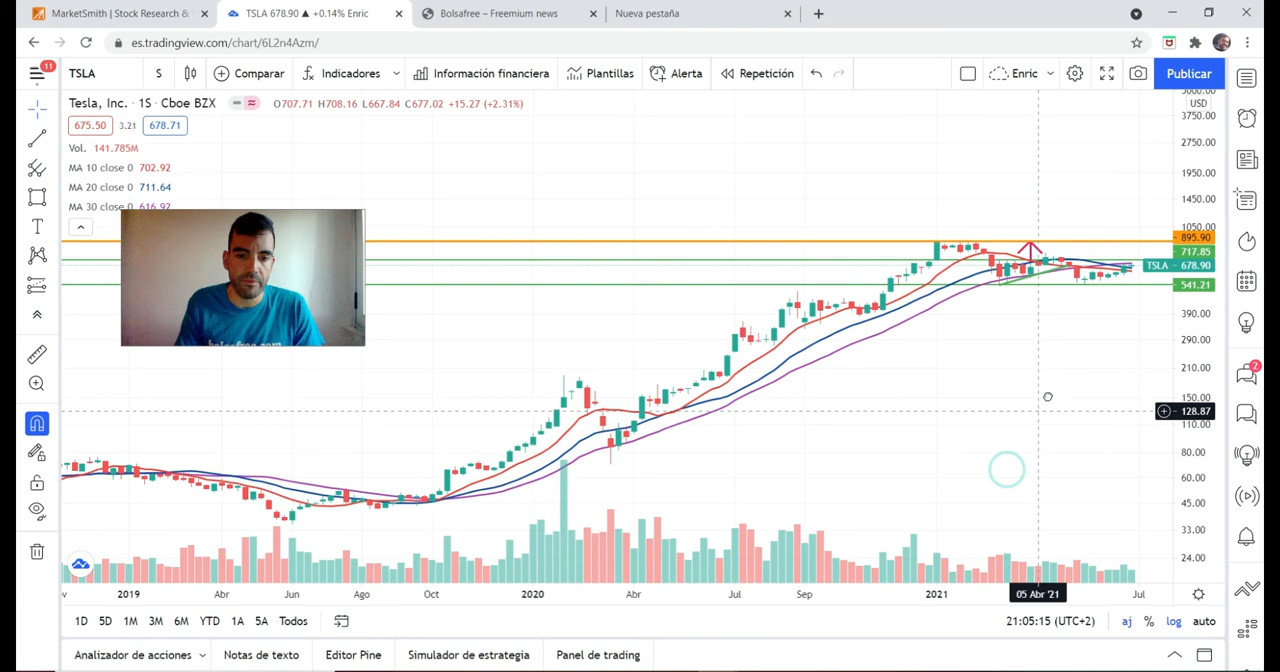 MarketSmith | Stock Research &
TSLA 678.90 ▲ +0.14% Enric
Bolsafree – Freemium news
Nueva pestaña
es.tradingview.com/chart/6L2n4Azm/
11
TSLA
S
Comparar
Indicadores
Información financiera
Plantillas
Alerta
Repetición
Enric
Publicar
Tesla, Inc. · 1S · Cboe BZX
O707.71 H708.16 L667.84 C677.02 +15.27 (+2.31%)
675.50 3.21 678.71
Vol. 141.785M
MA 10 close 0 702.92
MA 20 close 0 711.64
MA 30 close 0 616.92
USD
3750.00
2750.00
1950.00
1450.00
1050.00
895.90
717.85
TSLA 678.90
541.21
390.00
290.00
210.00
150.00
128.87
110.00
80.00
60.00
45.00
33.00
24.00
2
2019 Abr Jun Ago Oct 2020 Abr Jul Sep 2021 05 Abr '21 Jul
1D 5D 1M 3M 6M YTD 1A 5A Todos
21:05:15 (UTC+2) aj % log auto
Analizador de acciones Notas de texto Editor Pine Simulador de estrategia Panel de trading